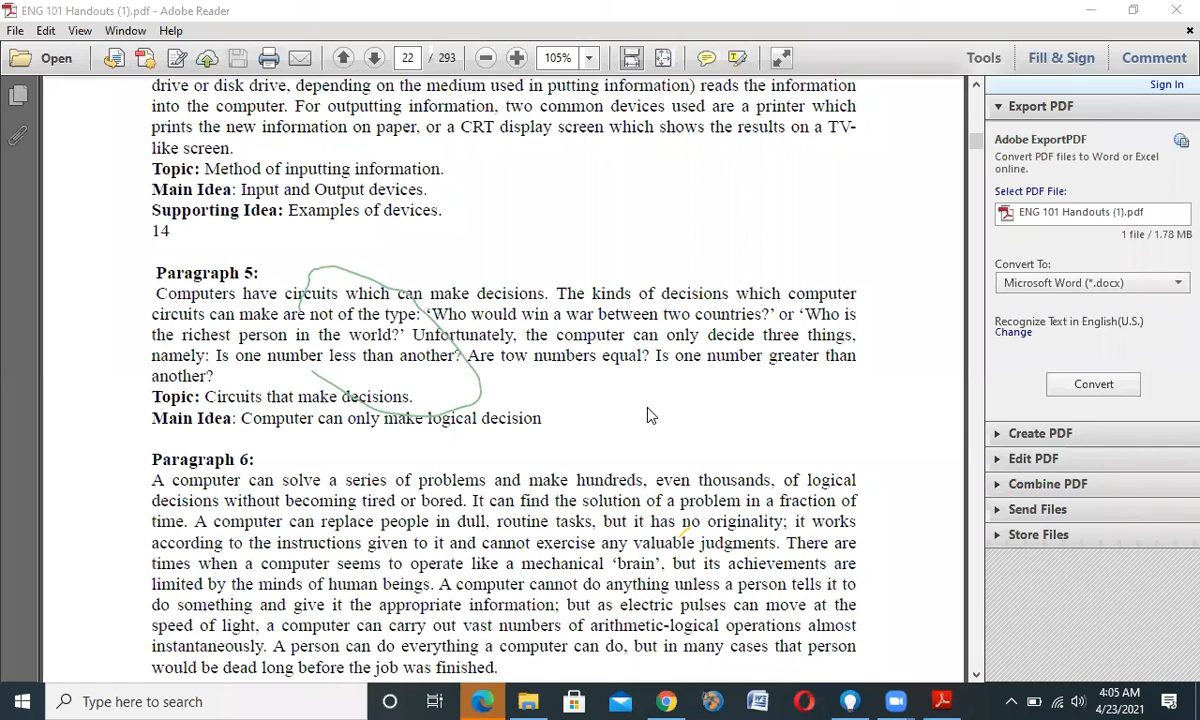 ENG 101 Handouts (1).pdf - Adobe Reader
File Edit View Window Help
Open 22 / 293 105% Tools Fill & Sign Comment
drive or disk drive, depending on the medium used in putting information) reads the information
into the computer. For outputting information, two common devices used are a printer which
prints the new information on paper, or a CRT display screen which shows the results on a TV-
like screen.
Topic: Method of inputting information.
Main Idea: Input and Output devices.
Supporting Idea: Examples of devices.
14
Paragraph 5:
Computers have circuits which can make decisions. The kinds of decisions which computer
circuits can make are not of the type: ‘Who would win a war between two countries?’ or ‘Who is
the richest person in the world?’ Unfortunately, the computer can only decide three things,
namely: Is one number less than another? Are tow numbers equal? Is one number greater than
another?
Topic: Circuits that make decisions.
Main Idea: Computer can only make logical decision
Paragraph 6:
A computer can solve a series of problems and make hundreds, even thousands, of logical
decisions without becoming tired or bored. It can find the solution of a problem in a fraction of
time. A computer can replace people in dull, routine tasks, but it has no originality; it works
according to the instructions given to it and cannot exercise any valuable judgments. There are
times when a computer seems to operate like a mechanical ‘brain’, but its achievements are
limited by the minds of human beings. A computer cannot do anything unless a person tells it to
do something and give it the appropriate information; but as electric pulses can move at the
speed of light, a computer can carry out vast numbers of arithmetic-logical operations almost
instantaneously. A person can do everything a computer can do, but in many cases that person
would be dead long before the job was finished.
Sign In
Export PDF
Adobe ExportPDF
Convert PDF files to Word or Excel
online.
Select PDF File:
ENG 101 Handouts (1).pdf
1 file / 1.78 MB
Convert To:
Microsoft Word (*.docx)
Recognize Text in English(U.S.)
Change
Convert
Create PDF
Edit PDF
Combine PDF
Send Files
Store Files
Type here to search
4:05 AM
4/23/2021